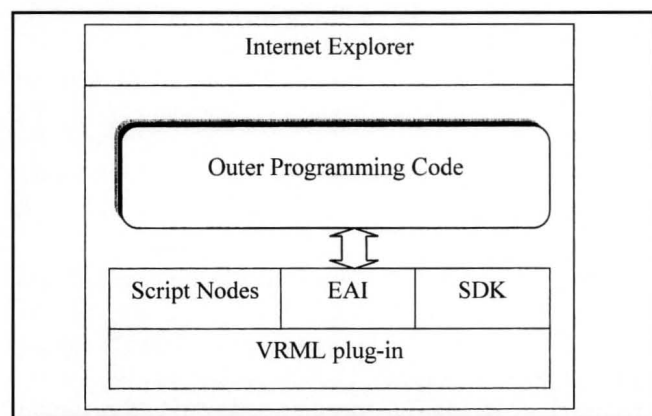 Internet Explorer
Outer Programming Code
Script Nodes EAI SDK
VRML plug-in